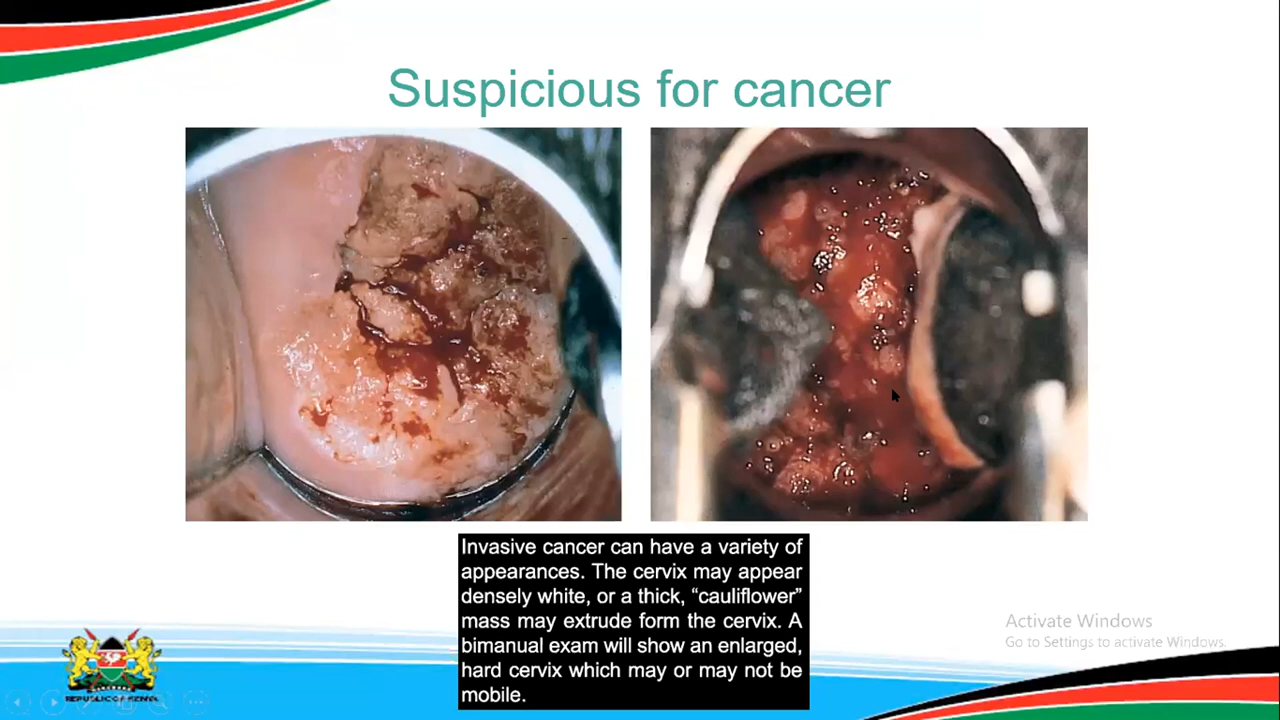 Suspicious for cancer
Invasive cancer can have a variety of
appearances. The cervix may appear
densely white, or a thick, “cauliflower”
mass may extrude form the cervix. A
bimanual exam will show an enlarged,
hard cervix which may or may not be
mobile.
Activate Windows
Go to Settings to activate Windows.
REPUBLIC OF KENYA